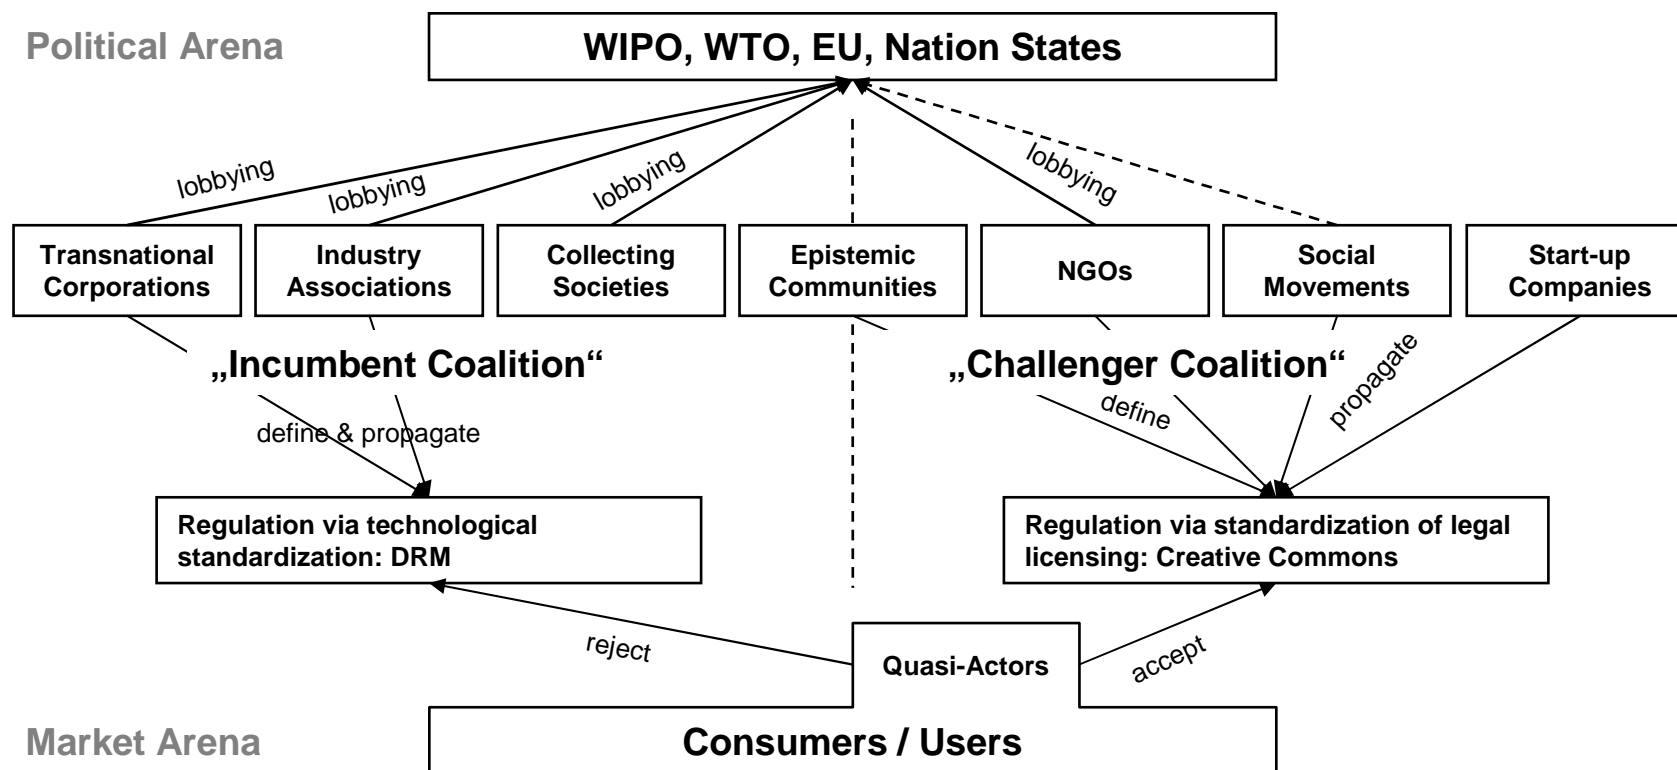 Political Arena
WIPO, WTO, EU, Nation States
lobbying
lobbying
lobbying
lobbying
Transnational
Corporations
Industry
Associations
Collecting
Societies
Epistemic
Communities
NGOs
Social
Movements
Start-up
Companies
„Incumbent Coalition“
„Challenger Coalition“
define & propagate
define
propagate
Regulation via technological
standardization: DRM
Regulation via standardization of legal
licensing: Creative Commons
reject
Quasi-Actors
accept
Market Arena
Consumers / Users